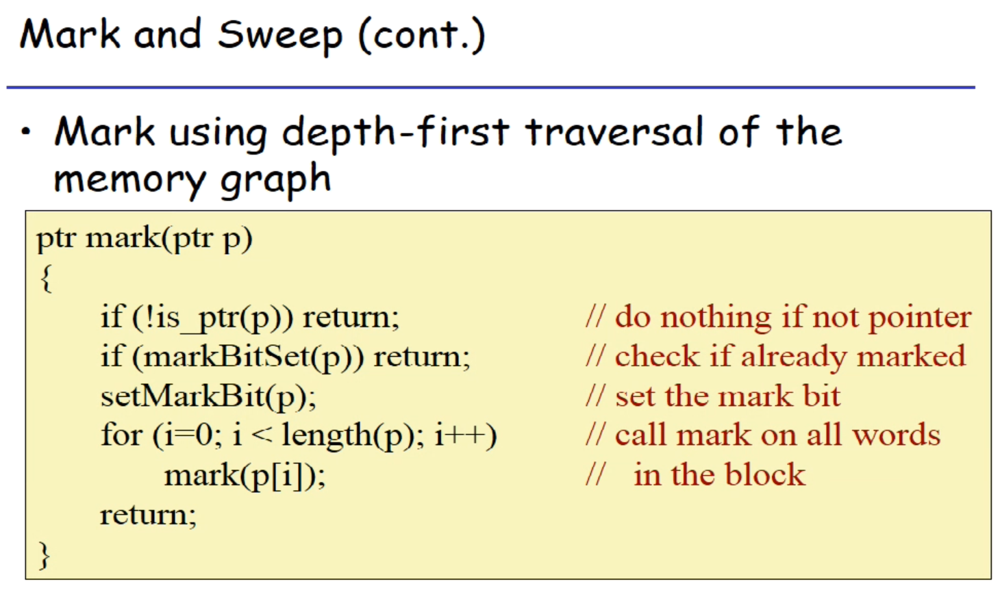 Mark and Sweep (cont.)
• Mark using depth-first traversal of the
memory graph
ptr mark(ptr p)
{
if (!is_ptr(p)) return; // do nothing if not pointer
if (markBitSet(p)) return; // check if already marked
setMarkBit(p); // set the mark bit
for (i=0; i < length(p); i++) // call mark on all words
mark(p[i]); // in the block
return;
}